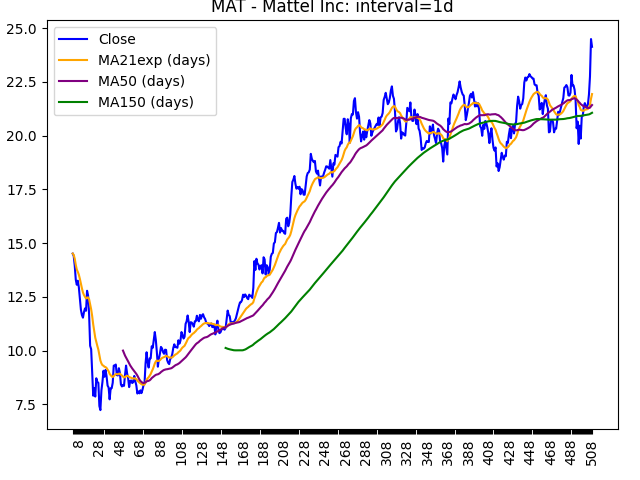 MAT - Mattel Inc: interval=1d
Close
MA21exp (days)
MA50 (days)
MA150 (days)
25.0
22.5
20.0
17.5
15.0
12.5
10.0
7.5
8 28 48 68 88 108 128 148 168 188 208 228 248 268 288 308 328 348 368 388 408 428 448 468 488 508